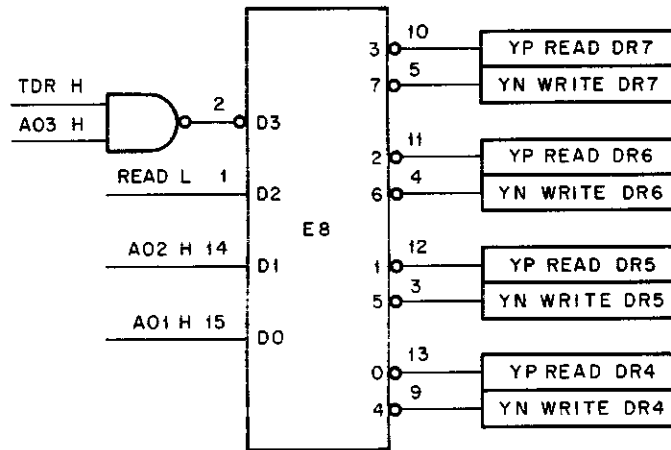 3 10 YP READ DR7
7 5 YN WRITE DR7
TDR H
A03 H 2 D3
2 11 YP READ DR6
6 4 YN WRITE DR6
READ L 1 D2
E8
A02 H 14 D1
1 12 YP READ DR5
5 3 YN WRITE DR5
A01 H 15 D0
0 13 YP READ DR4
4 9 YN WRITE DR4